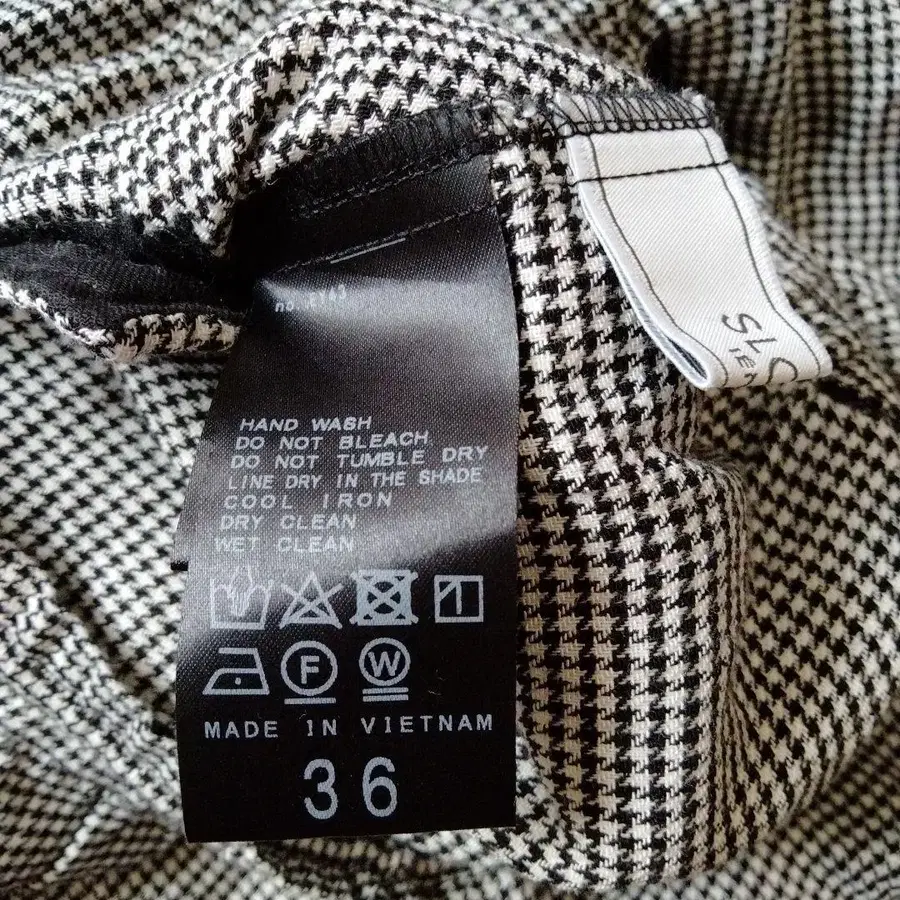 HAND WASH
DO NOT BLEACH
DO NOT TUMBLE DRY
LINE DRY IN THE SHADE
COOL IRON
DRY CLEAN
WET CLEAN
F W
MADE IN VIETNAM
36